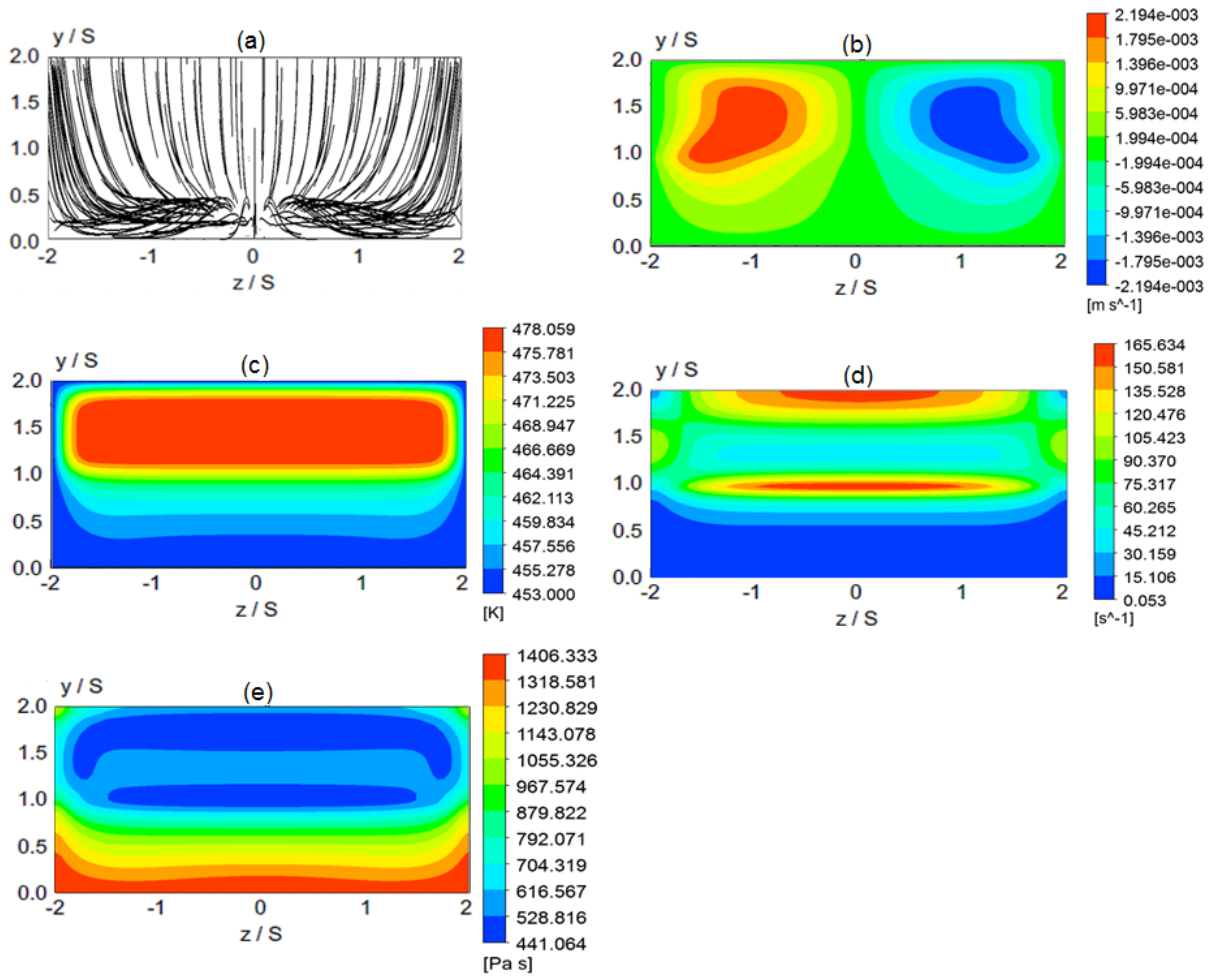 y / S
(a)
2.0
1.5
1.0
0.5
0.0
-2 -1 0 1 2
z / S
y / S
(b)
2.0
1.5
1.0
0.5
0.0
-2 -1 0 1 2
z / S
2.194e-003
1.795e-003
1.396e-003
9.971e-004
5.983e-004
1.994e-004
-1.994e-004
-5.983e-004
-9.971e-004
-1.396e-003
-1.795e-003
-2.194e-003
[m s^-1]
y / S
(c)
2.0
1.5
1.0
0.5
0.0
-2 -1 0 1 2
z / S
478.059
475.781
473.503
471.225
468.947
466.669
464.391
462.113
459.834
457.556
455.278
453.000
[K]
y / S
(d)
2.0
1.5
1.0
0.5
0.0
-2 -1 0 1 2
z / S
165.634
150.581
135.528
120.476
105.423
90.370
75.317
60.265
45.212
30.159
15.106
0.053
[s^-1]
y / S
(e)
2.0
1.5
1.0
0.5
0.0
-2 -1 0 1 2
z / S
1406.333
1318.581
1230.829
1143.078
1055.326
967.574
879.822
792.071
704.319
616.567
528.816
441.064
[Pa s]